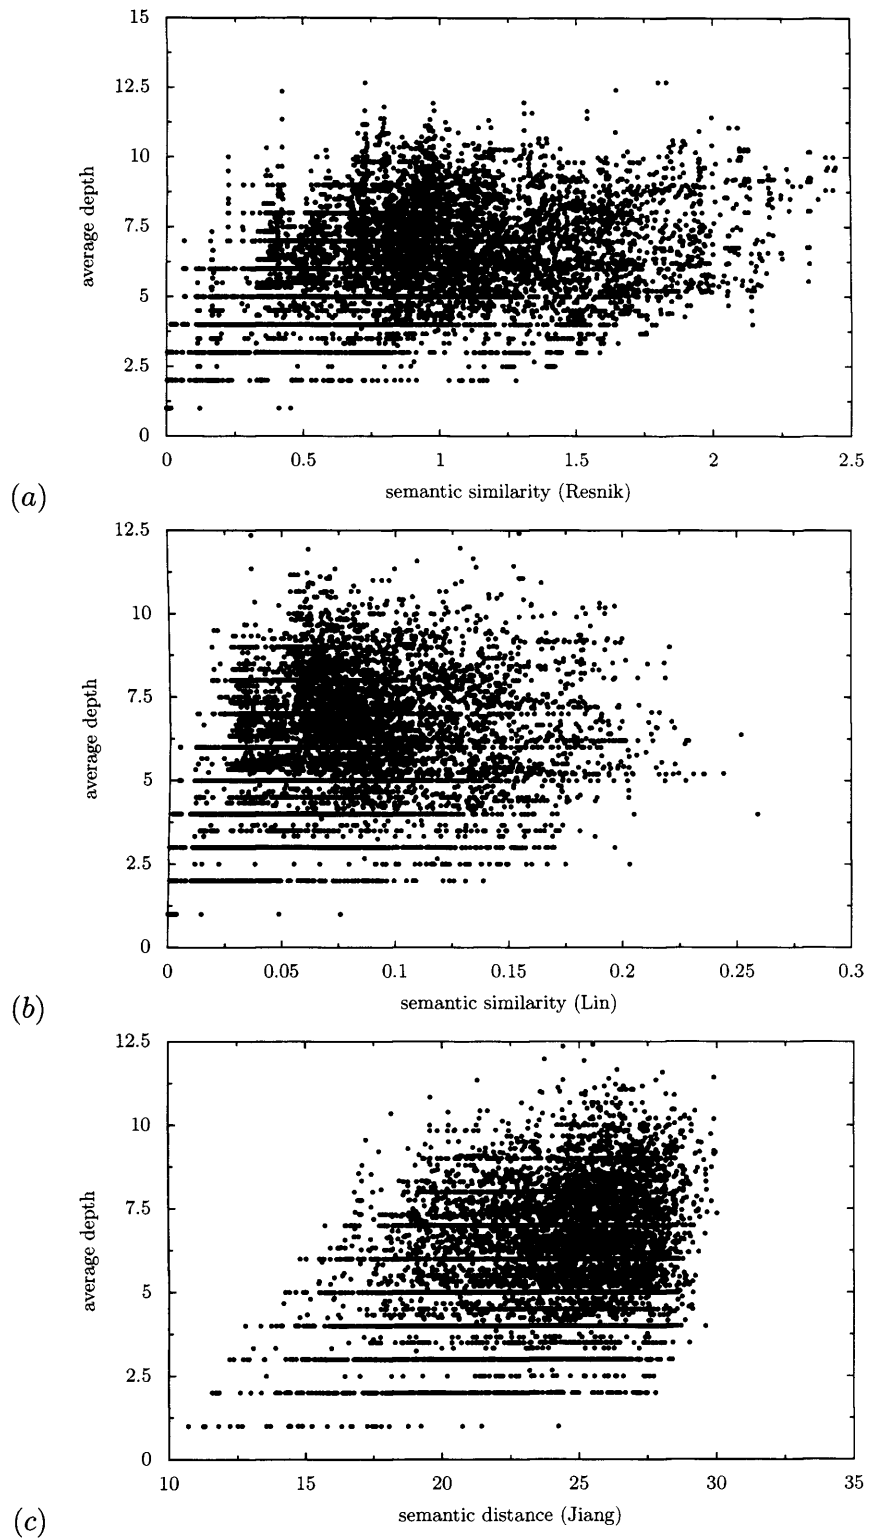 15
12.5
10
7.5
5
2.5
0
average depth
0 0.5 1 1.5 2 2.5
semantic similarity (Resnik)
(a)
12.5
10
7.5
5
2.5
0
average depth
0 0.05 0.1 0.15 0.2 0.25 0.3
semantic similarity (Lin)
(b)
12.5
10
7.5
5
2.5
0
average depth
10 15 20 25 30 35
semantic distance (Jiang)
(c)